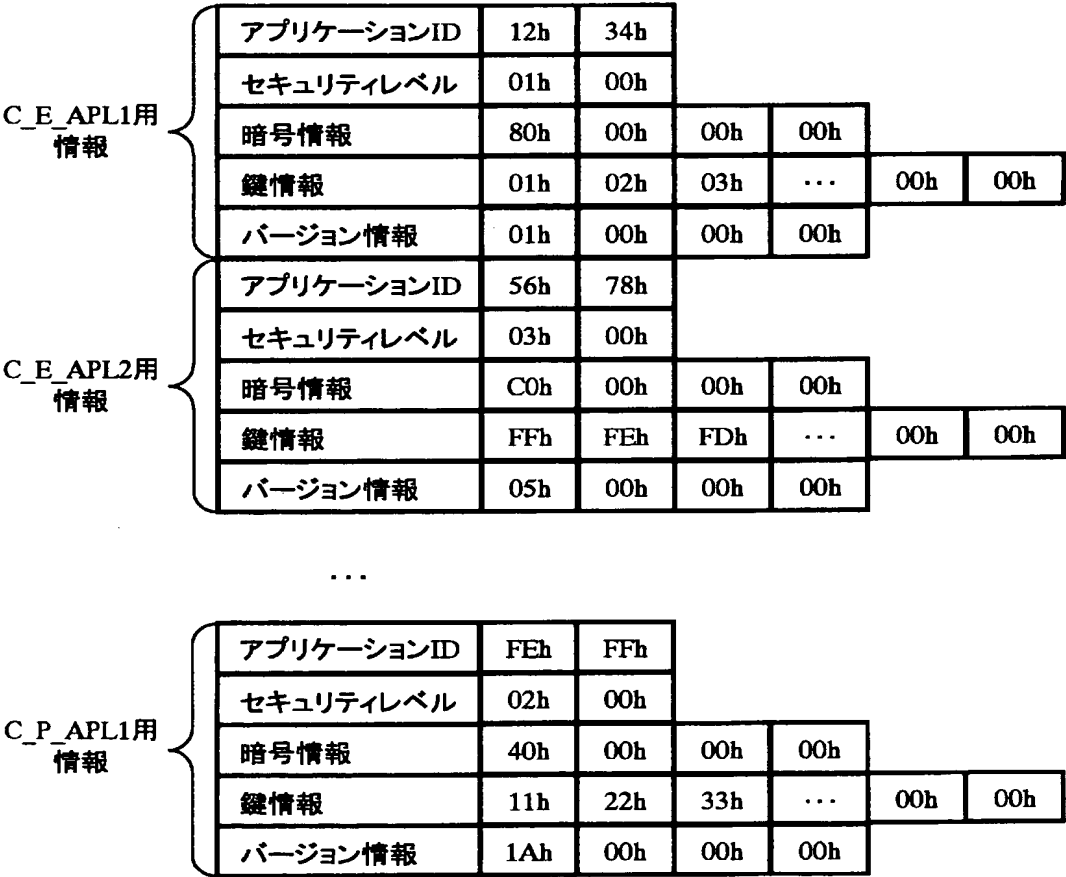 C_E_APL1用
情報
アプリケーションID 12h 34h
セキュリティレベル 01h 00h
暗号情報 80h 00h 00h 00h
鍵情報 01h 02h 03h ... 00h 00h
バージョン情報 01h 00h 00h 00h
C_E_APL2用
情報
アプリケーションID 56h 78h
セキュリティレベル 03h 00h
暗号情報 C0h 00h 00h 00h
鍵情報 FFh FEh FDh ... 00h 00h
バージョン情報 05h 00h 00h 00h
...
C_P_APL1用
情報
アプリケーションID FEh FFh
セキュリティレベル 02h 00h
暗号情報 40h 00h 00h 00h
鍵情報 11h 22h 33h ... 00h 00h
バージョン情報 1Ah 00h 00h 00h